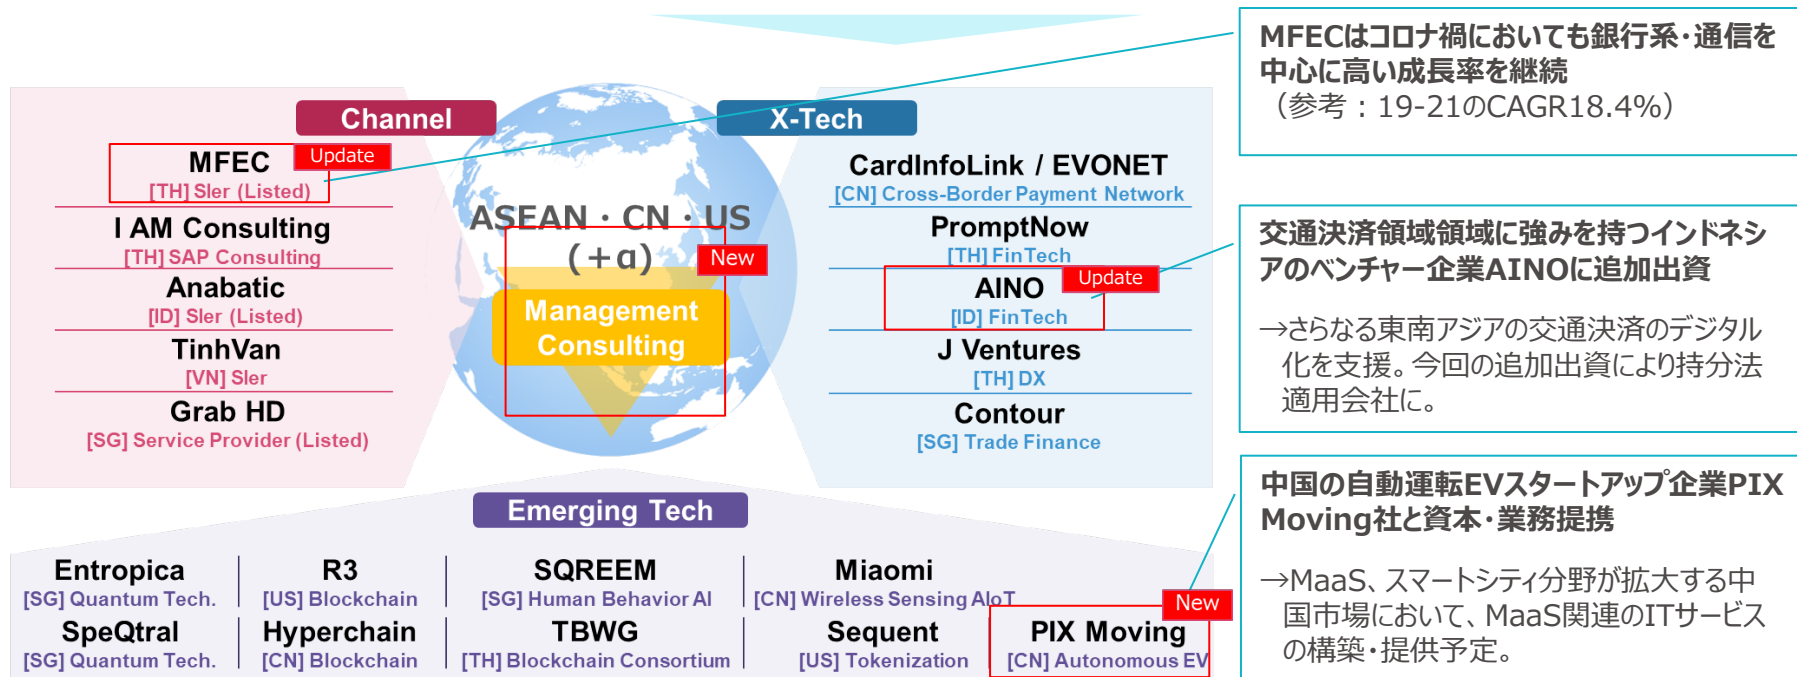 Channel
MFEC
Update
[TH] SIer (Listed)
I AM Consulting
[TH] SAP Consulting
Anabatic
[ID] SIer (Listed)
TinhVan
[VN] SIer
Grab HD
[SG] Service Provider (Listed)
ASEAN・CN・US
(+α)
New
Management
Consulting
X-Tech
CardInfoLink / EVONET
[CN] Cross-Border Payment Network
PromptNow
[TH] FinTech
AINO
Update
[ID] FinTech
J Ventures
[TH] DX
Contour
[SG] Trade Finance
Emerging Tech
Entropica
[SG] Quantum Tech.
R3
[US] Blockchain
SQREEM
[SG] Human Behavior AI
Miaomi
[CN] Wireless Sensing AIoT
SpeQtral
[SG] Quantum Tech.
Hyperchain
[CN] Blockchain
TBWG
[TH] Blockchain Consortium
Sequent
[US] Tokenization
New
PIX Moving
[CN] Autonomous EV
MFECはコロナ禍においても銀行系・通信を
中心に高い成長率を継続
（参考：19-21のCAGR18.4%）
交通決済領域領域に強みを持つインドネシ
アのベンチャー企業AINOに追加出資
→さらなる東南アジアの交通決済のデジタル
化を支援。今回の追加出資により持分法
適用会社に。
中国の自動運転EVスタートアップ企業PIX
Moving社と資本・業務提携
→MaaS、スマートシティ分野が拡大する中
国市場において、MaaS関連のITサービス
の構築・提供予定。